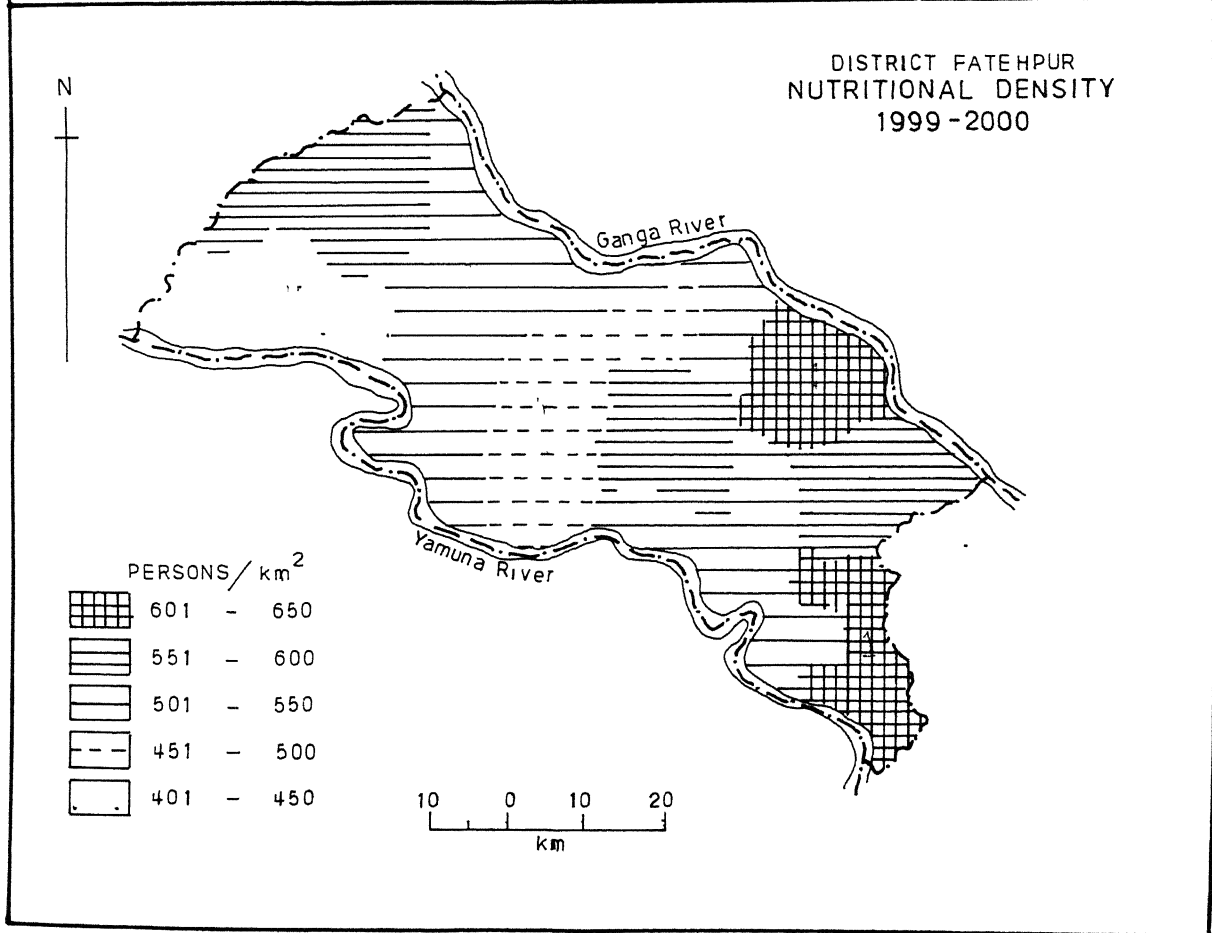 DISTRICT FATEHPUR
NUTRITIONAL DENSITY
1999-2000
N
Ganga River
Yamuna River
PERSONS/km²
601 - 650
551 - 600
501 - 550
451 - 500
401 - 450
10 0 10 20
km